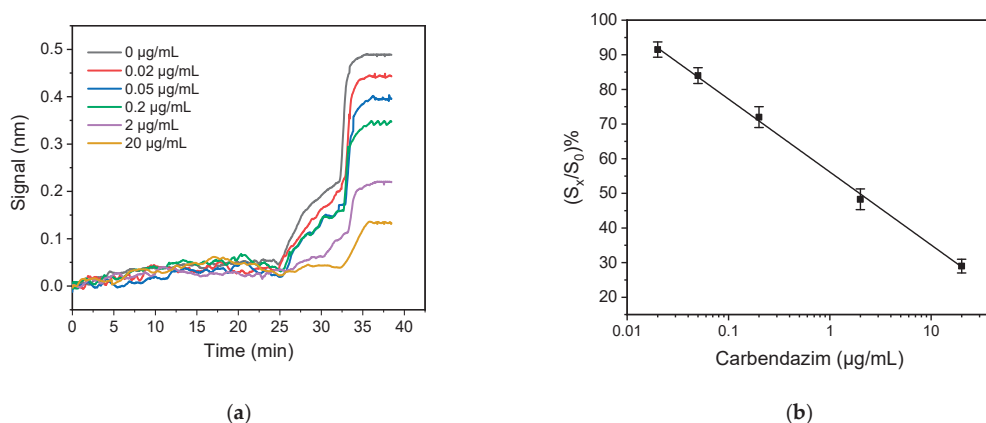 0.5
0.4
0.3
0.2
0.1
0.0
Signal (nm)
0 µg/mL
0.02 µg/mL
0.05 µg/mL
0.2 µg/mL
2 µg/mL
20 µg/mL
0 5 10 15 20 25 30 35 40
Time (min)
(a)
100
90
80
70
60
50
40
30
20
(Sx/S0)%
0.01 0.1 1 10
Carbendazim (µg/mL)
(b)